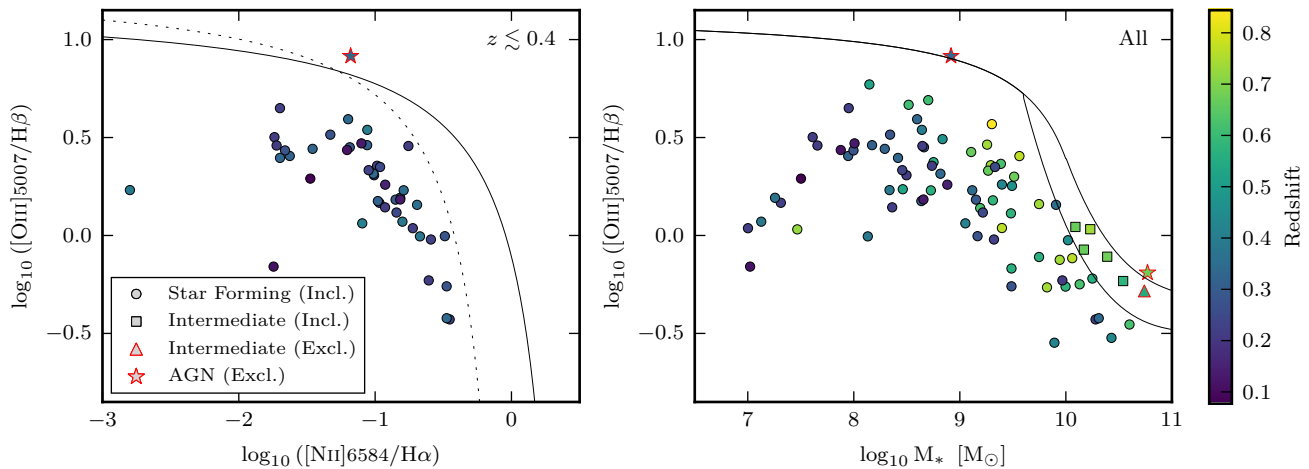 z ≲ 0.4
log₁₀ ([OIII]5007/Hβ)
1.0
0.5
0.0
−0.5
Star Forming (Incl.)
Intermediate (Incl.)
Intermediate (Excl.)
AGN (Excl.)
−3 −2 −1 0
log₁₀ ([NII]6584/Hα)
All
log₁₀ ([OIII]5007/Hβ)
1.0
0.5
0.0
−0.5
7 8 9 10 11
log₁₀ M* [M⊙]
0.8
0.7
0.6
0.5
0.4
0.3
0.2
0.1
Redshift